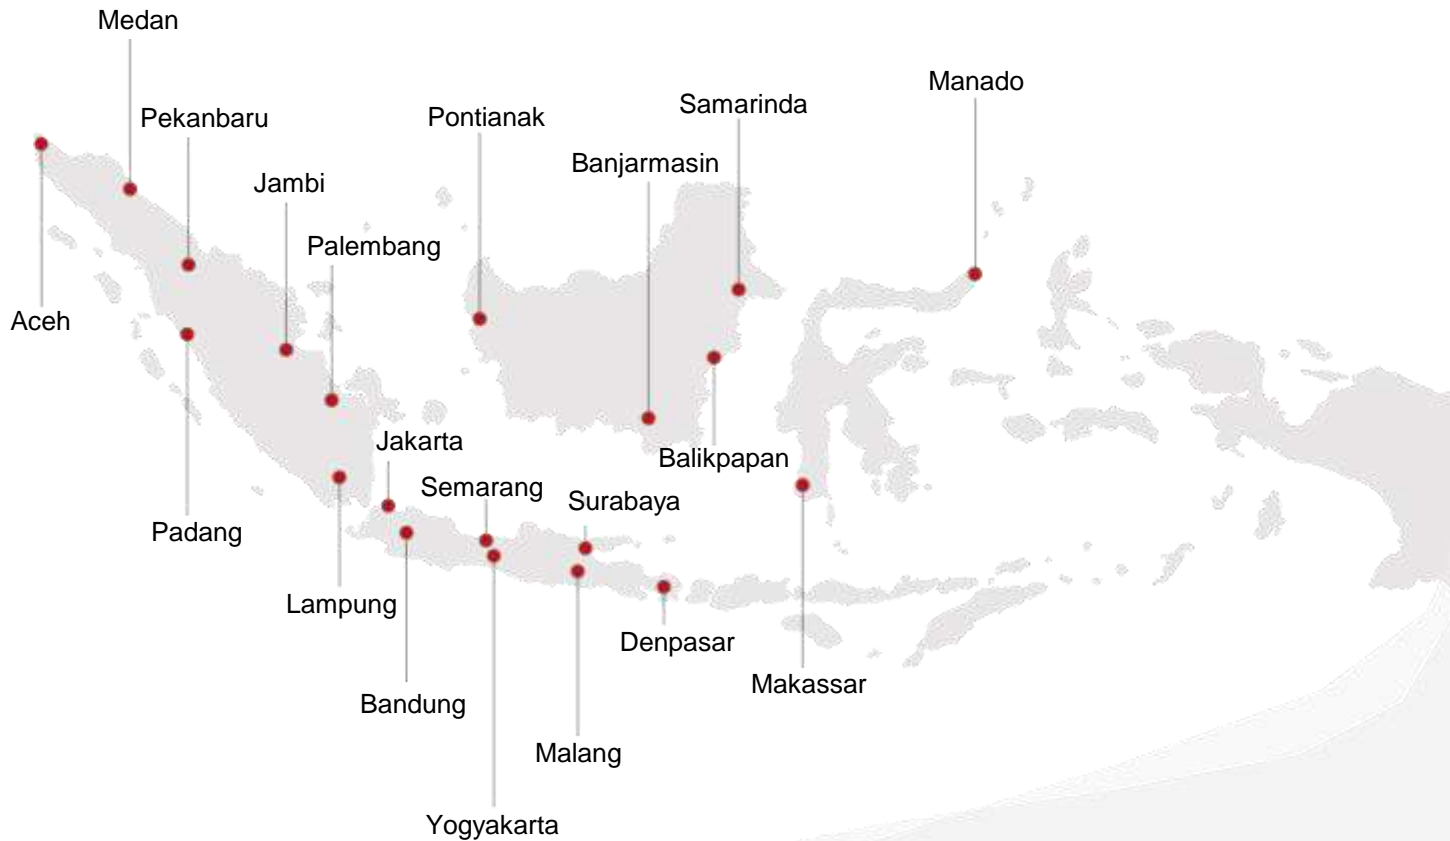 Medan
Manado
Samarinda
Pekanbaru
Pontianak
Banjarmasin
Jambi
Palembang
Aceh
Jakarta
Balikpapan
Semarang
Surabaya
Padang
Lampung
Denpasar
Makassar
Bandung
Malang
Yogyakarta